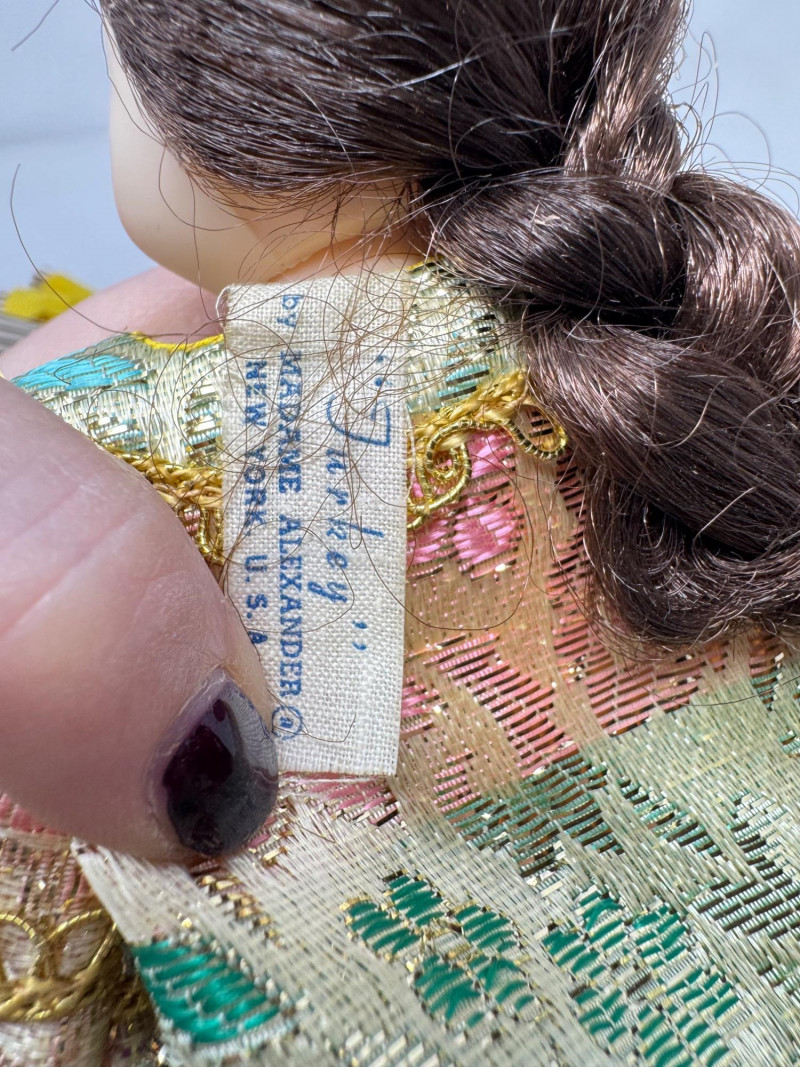 "Turkey"
by MADAME ALEXANDER®
NEW YORK U.S.A.